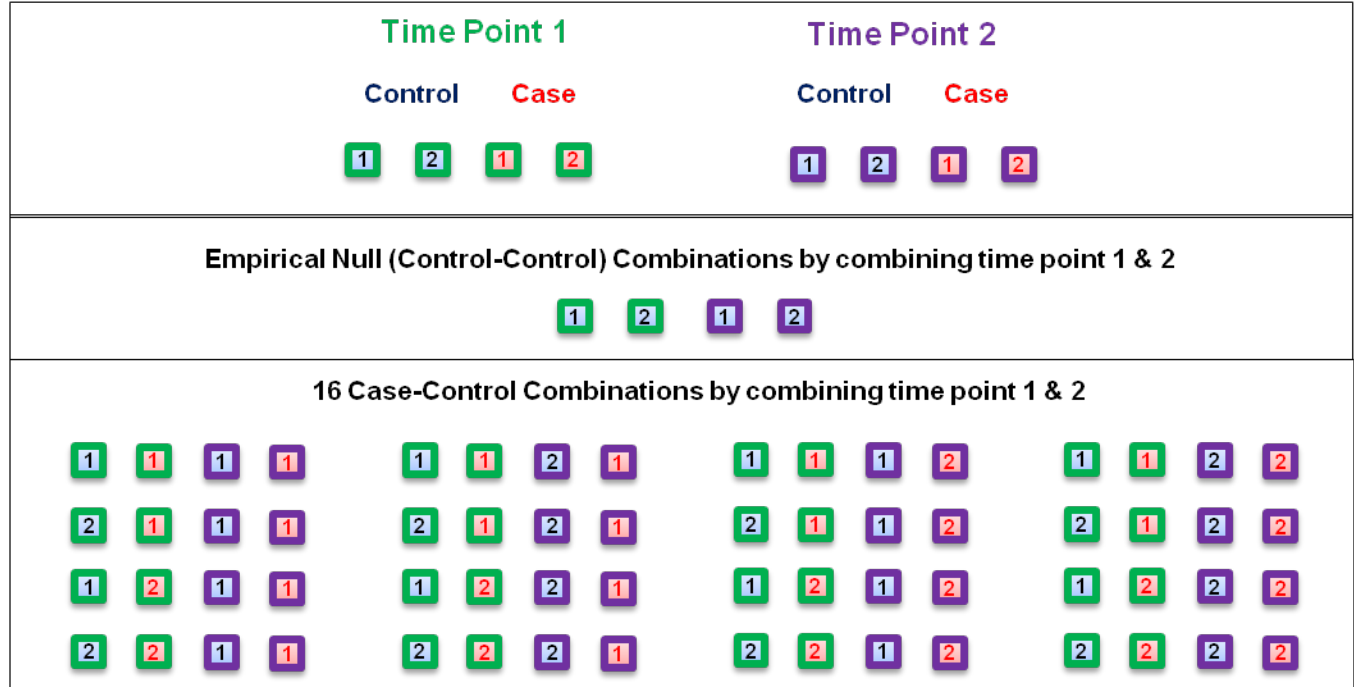 Time Point 1 Time Point 2
Control Case Control Case
1 2 1 2 1 2 1 2
Empirical Null (Control-Control) Combinations by combining time point 1 & 2
1 2 1 2
16 Case-Control Combinations by combining time point 1 & 2
1 1 1 1 1 1 2 1 1 1 1 2 1 1 2 2
2 1 1 1 2 1 2 1 2 1 1 2 2 1 2 2
1 2 1 1 1 2 2 1 1 2 1 2 1 2 2 2
2 2 1 1 2 2 2 1 2 2 1 2 2 2 2 2